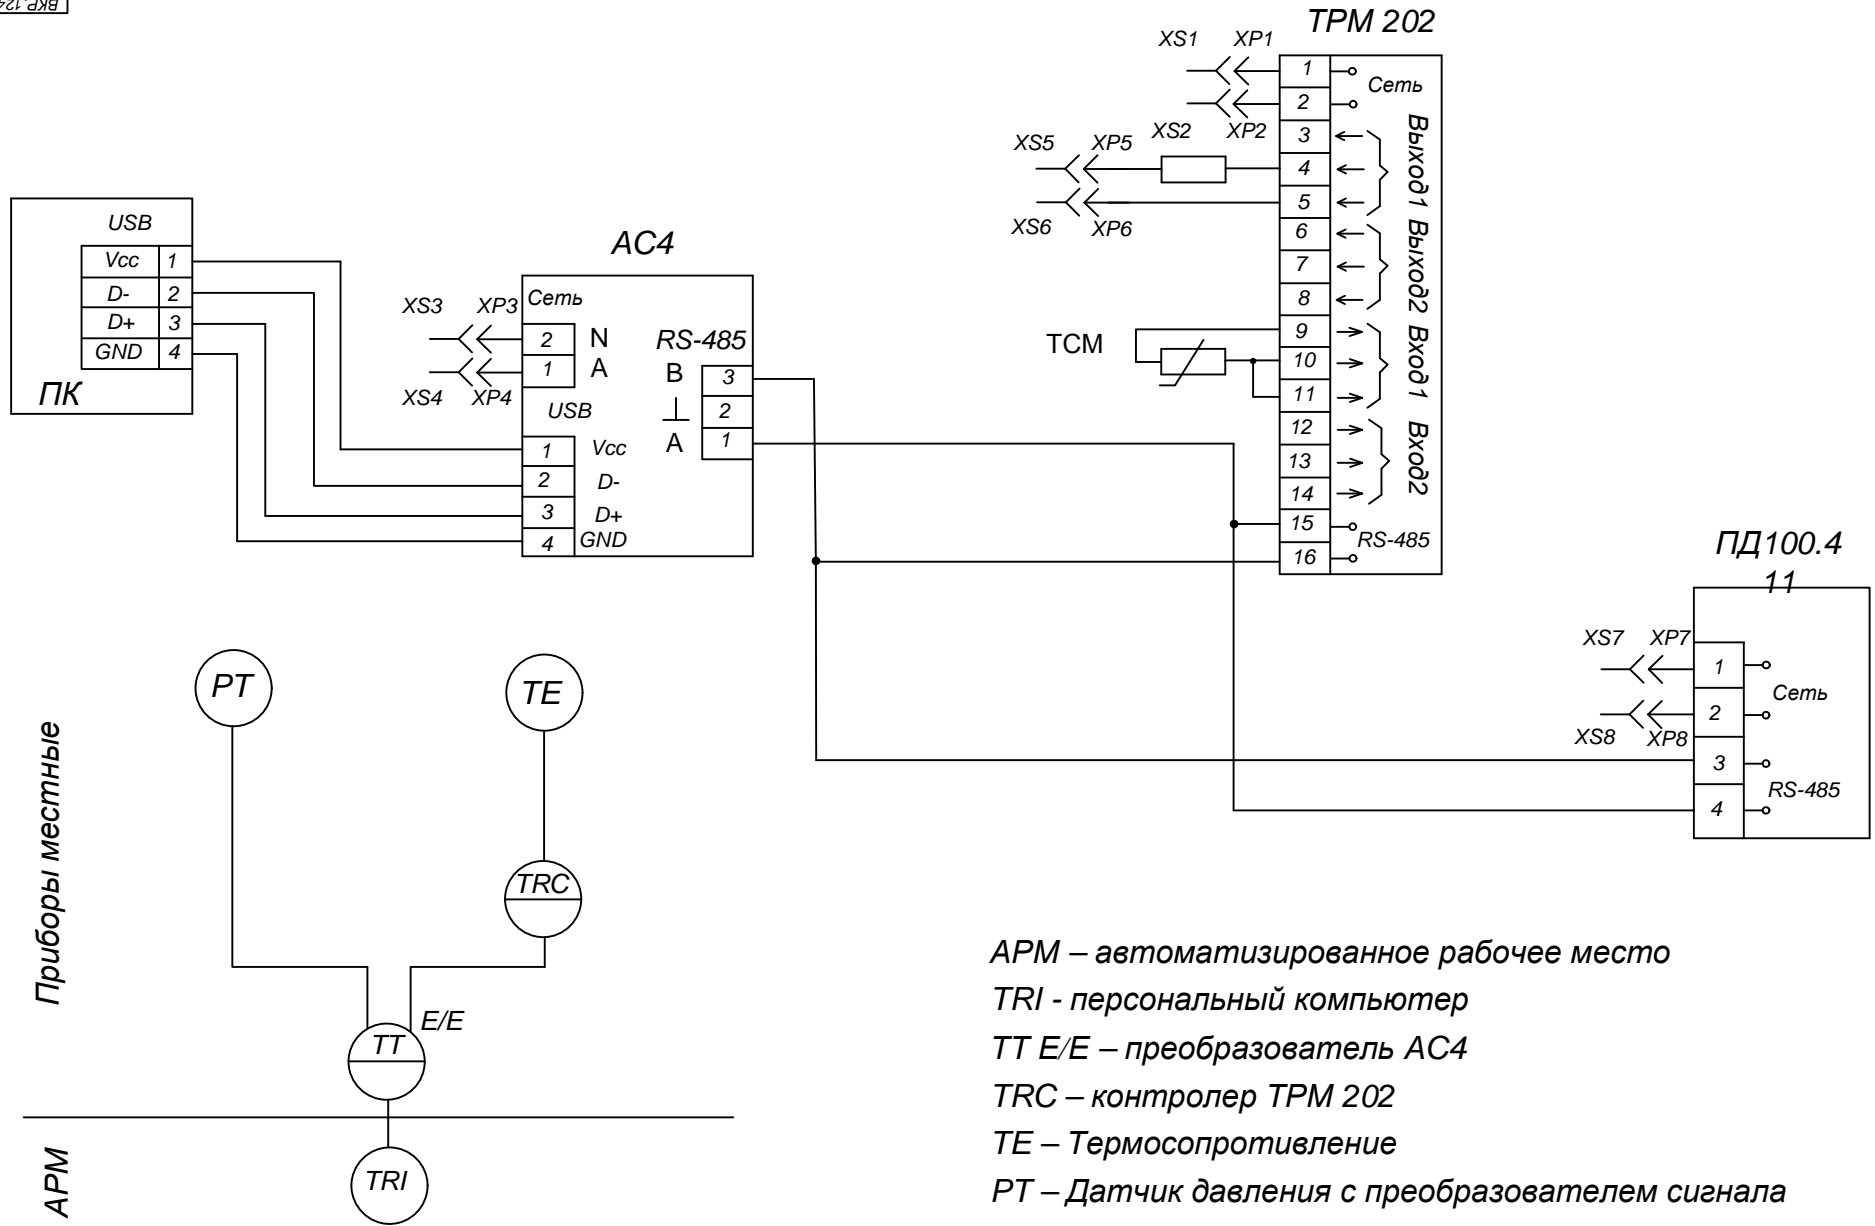 ВКР.124
ТРМ 202
XS1 XP1
1
Сеть
2
XS2 XP2
3
Выход1
XS5 XP5
4
5
XS6 XP6
6
Выход2
7
8
ТСМ
9
Вход1
10
11
12
Вход2
13
14
15
RS-485
16
USB
Vcc 1
D- 2
D+ 3
GND 4
ПК
АС4
XS3 XP3
Сеть
2 N
1 A
XS4 XP4
RS-485
B 3
2
A 1
USB
1 Vcc
2 D-
3 D+
4 GND
ПД100.4
11
XS7 XP7
1
Сеть
2
XS8 XP8
3
RS-485
4
Приборы местные
PT
TE
TRC
TT
E/E
АРМ
TRI
АРМ – автоматизированное рабочее место
TRI - персональный компьютер
TT E/E – преобразователь АС4
TRC – контролер ТРМ 202
TE – Термосопротивление
PT – Датчик давления с преобразователем сигнала